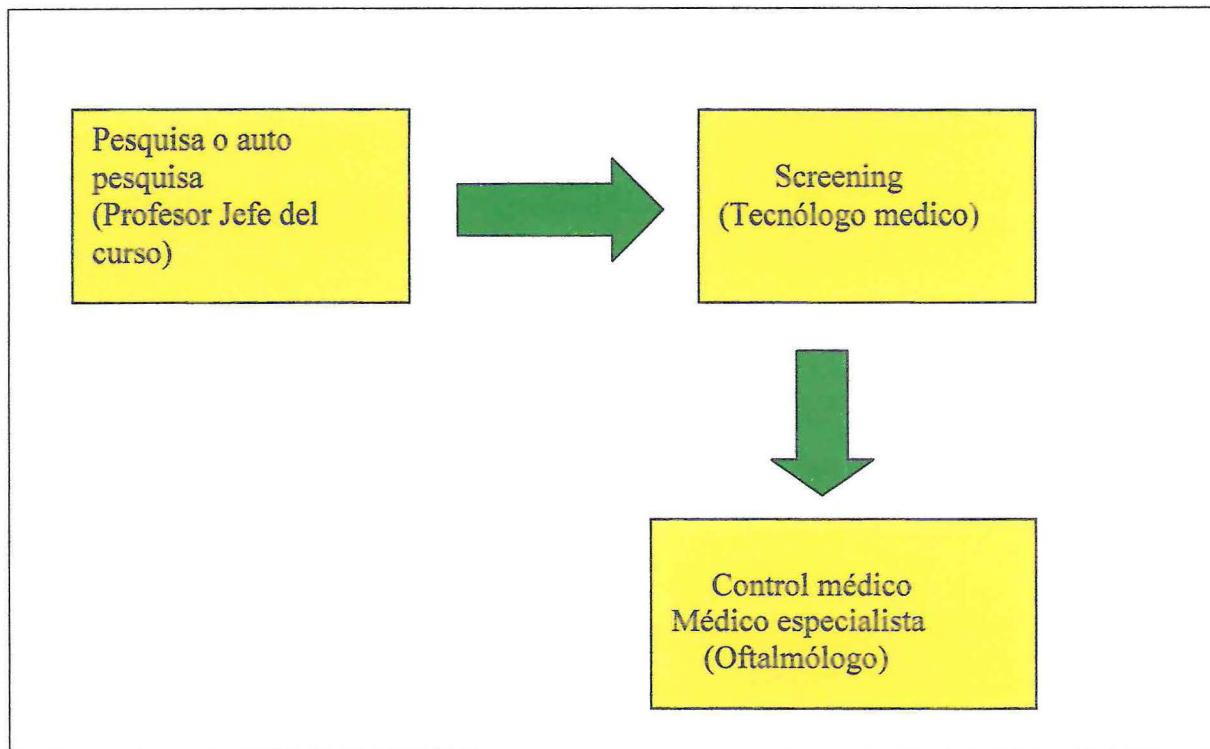 Pesquisa o auto
pesquisa
(Profesor Jefe del
curso)
Screening
(Tecnólogo medico)
Control médico
Médico especialista
(Oftalmólogo)